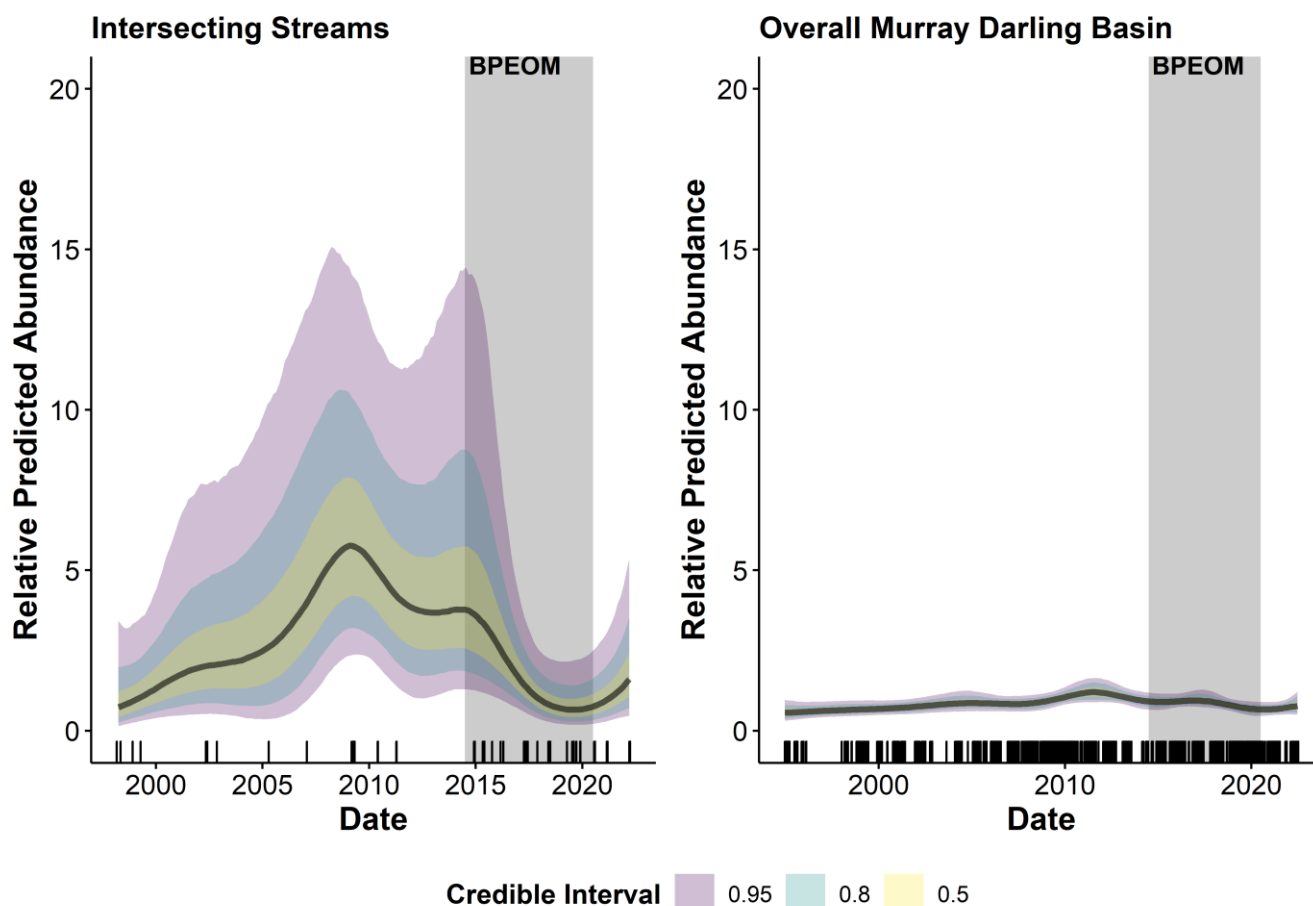 Intersecting Streams
BPEOM
20
15
10
5
0
Relative Predicted Abundance
2000 2005 2010 2015 2020
Date
Overall Murray Darling Basin
BPEOM
20
15
10
5
0
Relative Predicted Abundance
2000 2010 2020
Date
Credible Interval 0.95 0.8 0.5